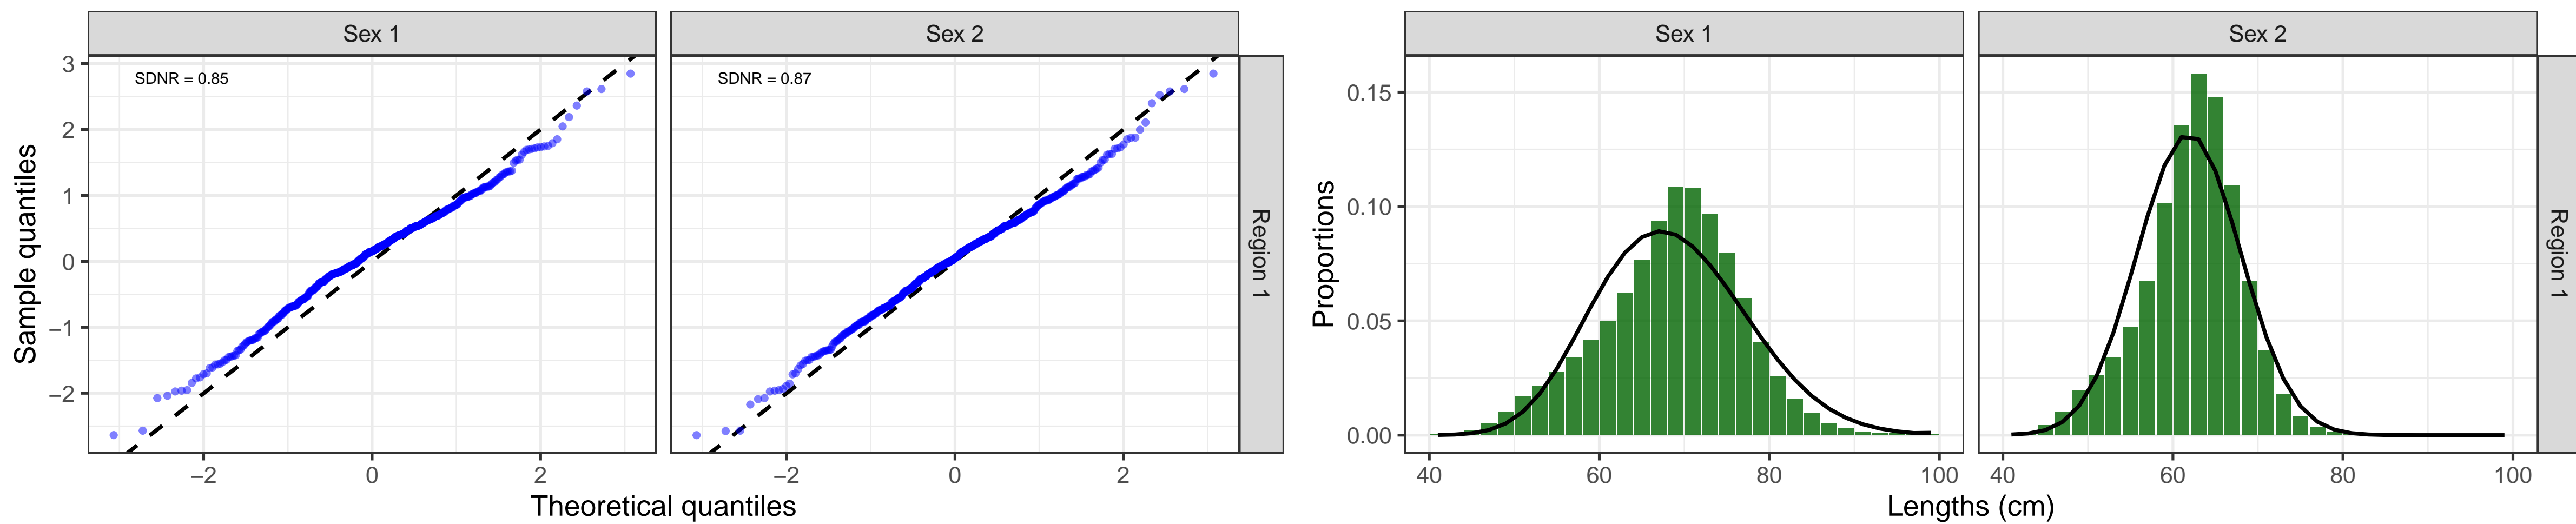 Sex 1
Sex 2
Sex 1
Sex 2
SDNR = 0.85
SDNR = 0.87
Region 1
Region 1
Sample quantiles
3
2
1
0
−1
−2
−2
0
2
−2
0
2
Theoretical quantiles
Proportions
0.15
0.10
0.05
0.00
40
60
80
100
40
60
80
100
Lengths (cm)